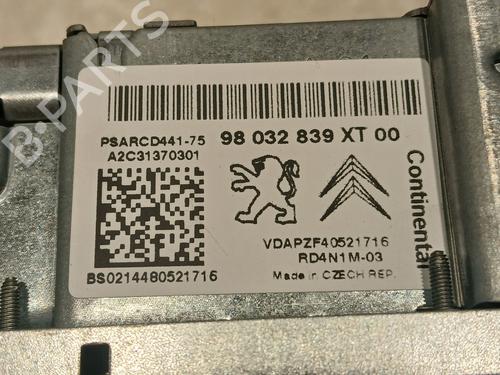 PSARCD441-75
98 032 839 XT 00
A2C31370301
Continental
VDAPZF40521716
RD4N1M-03
BS0214480521716
Made in CZECH REP.
B-PARTS